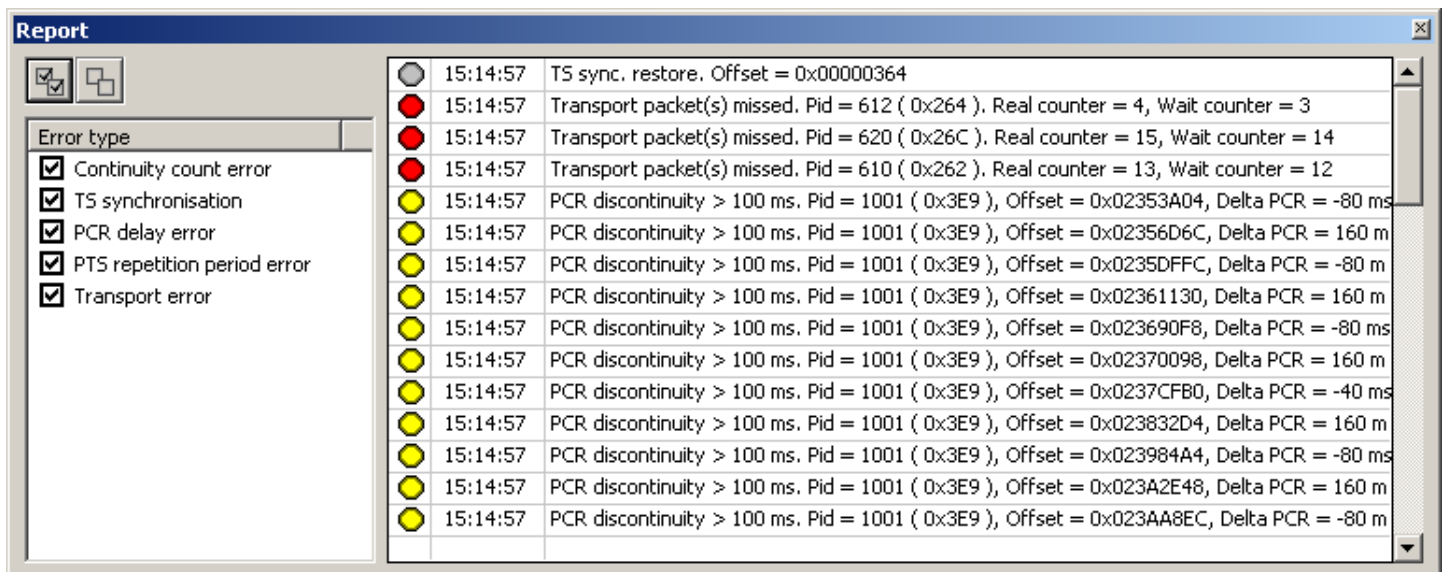 Report
Error type
Continuity count error
TS synchronisation
PCR delay error
PTS repetition period error
Transport error
15:14:57 TS sync. restore. Offset = 0x00000364
15:14:57 Transport packet(s) missed. Pid = 612 ( 0x264 ). Real counter = 4, Wait counter = 3
15:14:57 Transport packet(s) missed. Pid = 620 ( 0x26C ). Real counter = 15, Wait counter = 14
15:14:57 Transport packet(s) missed. Pid = 610 ( 0x262 ). Real counter = 13, Wait counter = 12
15:14:57 PCR discontinuity > 100 ms. Pid = 1001 ( 0x3E9 ), Offset = 0x02353A04, Delta PCR = -80 ms
15:14:57 PCR discontinuity > 100 ms. Pid = 1001 ( 0x3E9 ), Offset = 0x02356D6C, Delta PCR = 160 m
15:14:57 PCR discontinuity > 100 ms. Pid = 1001 ( 0x3E9 ), Offset = 0x0235DFFC, Delta PCR = -80 m
15:14:57 PCR discontinuity > 100 ms. Pid = 1001 ( 0x3E9 ), Offset = 0x02361130, Delta PCR = 160 m
15:14:57 PCR discontinuity > 100 ms. Pid = 1001 ( 0x3E9 ), Offset = 0x023690F8, Delta PCR = -80 ms
15:14:57 PCR discontinuity > 100 ms. Pid = 1001 ( 0x3E9 ), Offset = 0x02370098, Delta PCR = 160 m
15:14:57 PCR discontinuity > 100 ms. Pid = 1001 ( 0x3E9 ), Offset = 0x0237CFB0, Delta PCR = -40 ms
15:14:57 PCR discontinuity > 100 ms. Pid = 1001 ( 0x3E9 ), Offset = 0x023832D4, Delta PCR = 160 m
15:14:57 PCR discontinuity > 100 ms. Pid = 1001 ( 0x3E9 ), Offset = 0x023984A4, Delta PCR = -80 ms
15:14:57 PCR discontinuity > 100 ms. Pid = 1001 ( 0x3E9 ), Offset = 0x023A2E48, Delta PCR = 160 m
15:14:57 PCR discontinuity > 100 ms. Pid = 1001 ( 0x3E9 ), Offset = 0x023AA8EC, Delta PCR = -80 m